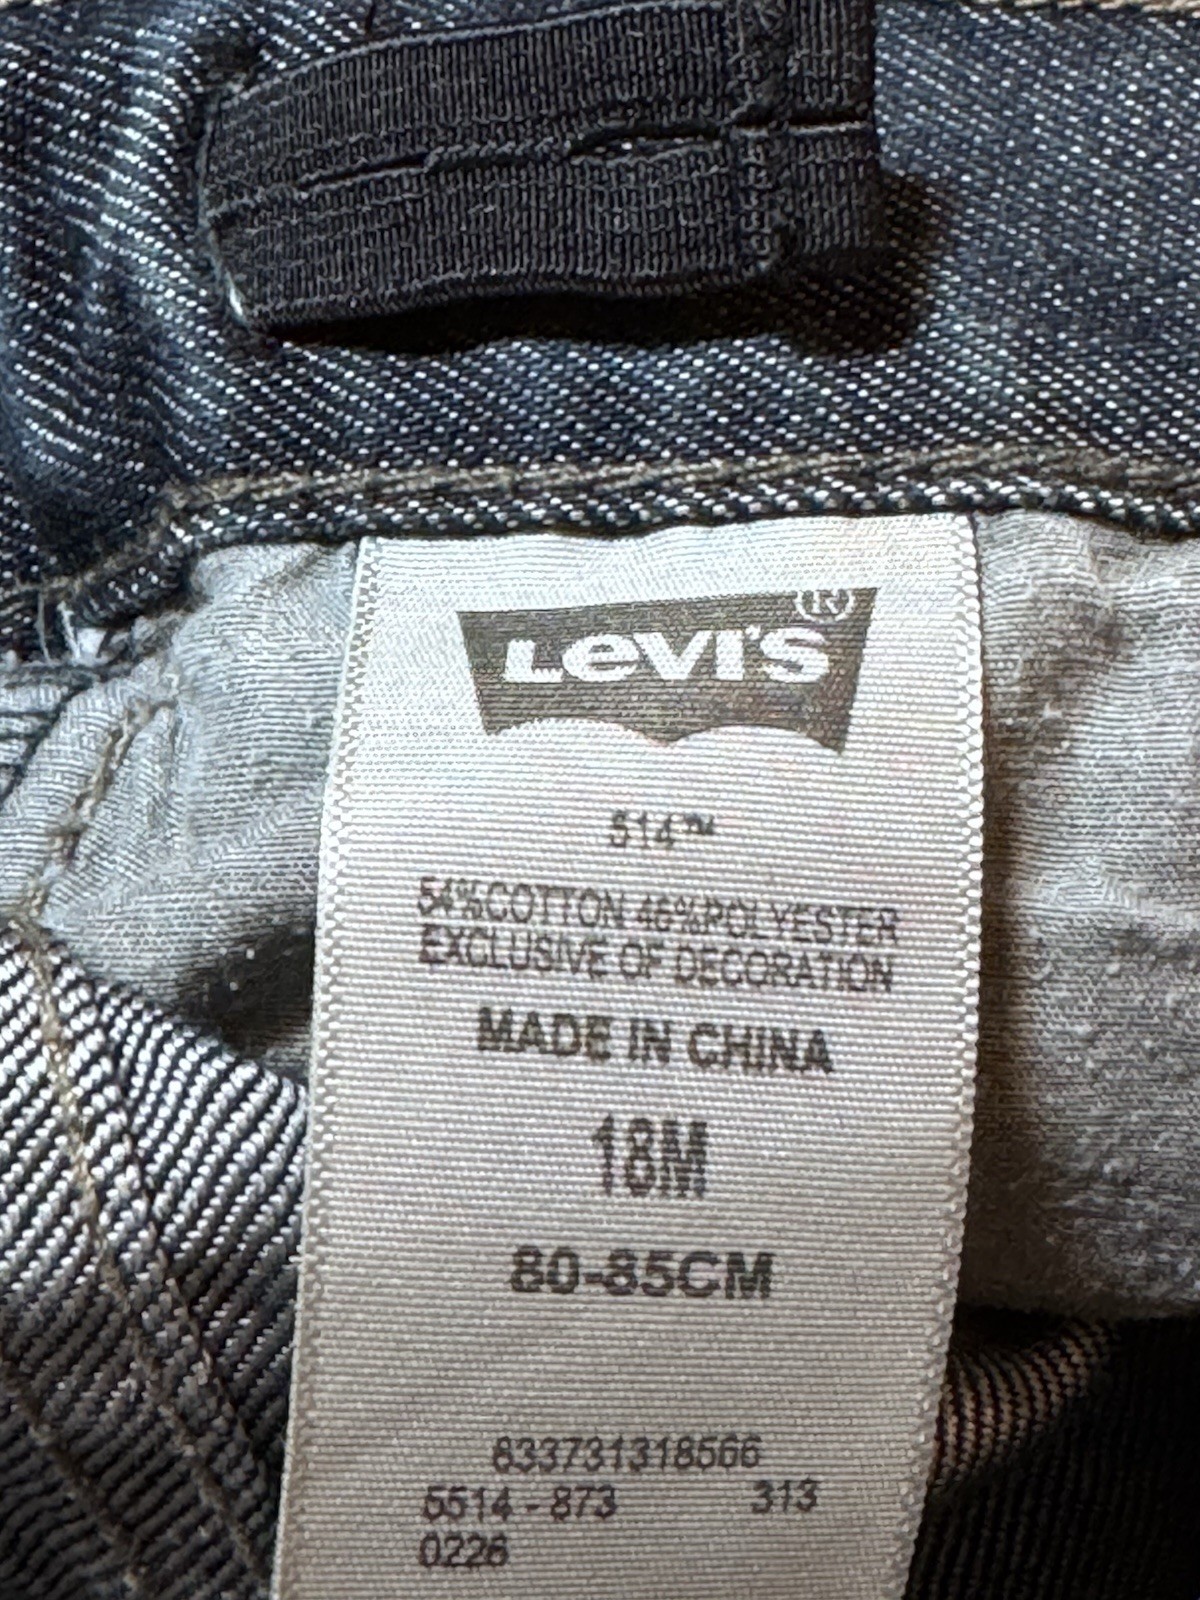 LEVI'S®
514™
54%COTTON 46%POLYESTER
EXCLUSIVE OF DECORATION
MADE IN CHINA
18M
80-85CM
833731318566
5514 - 873 313
0226